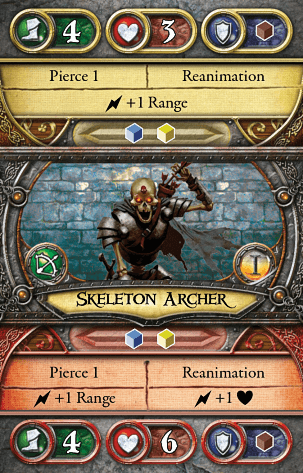 4 3
Pierce 1 Reanimation
+1 Range
SKELETON ARCHER
I
Pierce 1 Reanimation
+1 Range +1
4 6